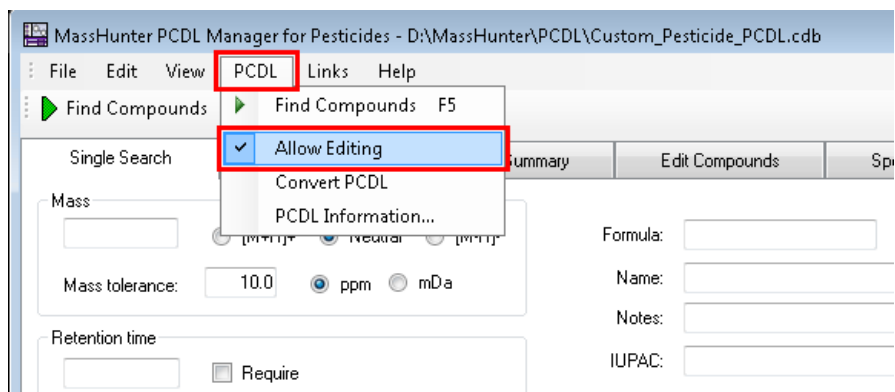 MassHunter PCDL Manager for Pesticides - D:\MassHunter\PCDL\Custom_Pesticide_PCDL.cdb
File Edit View PCDL Links Help
Find Compounds
Find Compounds F5
Allow Editing
Convert PCDL
PCDL Information...
Single Search
Edit Compounds
Mass
Neutral
Mass tolerance: 10.0 ppm mDa
Retention time
Require
Formula:
Name:
Notes:
IUPAC: